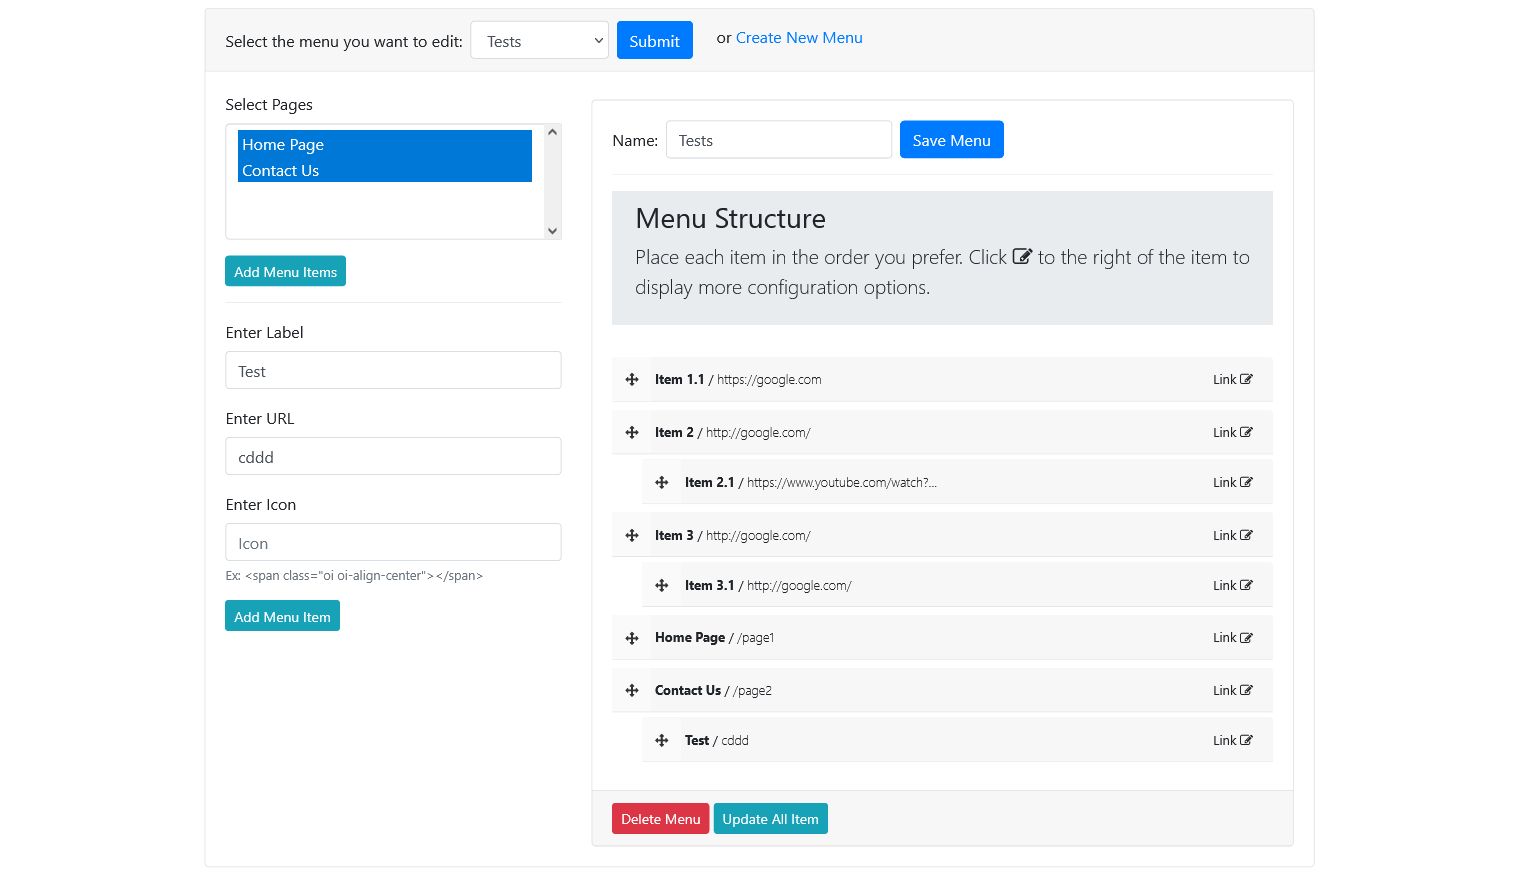 Select the menu you want to edit: Tests Submit or Create New Menu
Select Pages
Home Page
Contact Us
Add Menu Items
Enter Label
Test
Enter URL
cddd
Enter Icon
Icon
Ex: <span class="oi oi-align-center"></span>
Add Menu Item
Name: Tests Save Menu
Menu Structure
Place each item in the order you prefer. Click to the right of the item to
display more configuration options.
Item 1.1 / https://google.com Link
Item 2 / http://google.com/ Link
Item 2.1 / https://www.youtube.com/watch?... Link
Item 3 / http://google.com/ Link
Item 3.1 / http://google.com/ Link
Home Page / /page1 Link
Contact Us / /page2 Link
Test / cddd Link
Delete Menu Update All Item